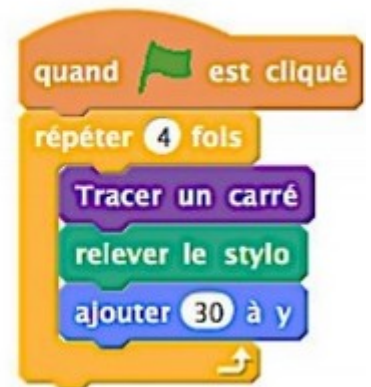 quand est cliqué
répéter 4 fois
Tracer un carré
relever le stylo
ajouter 30 à y